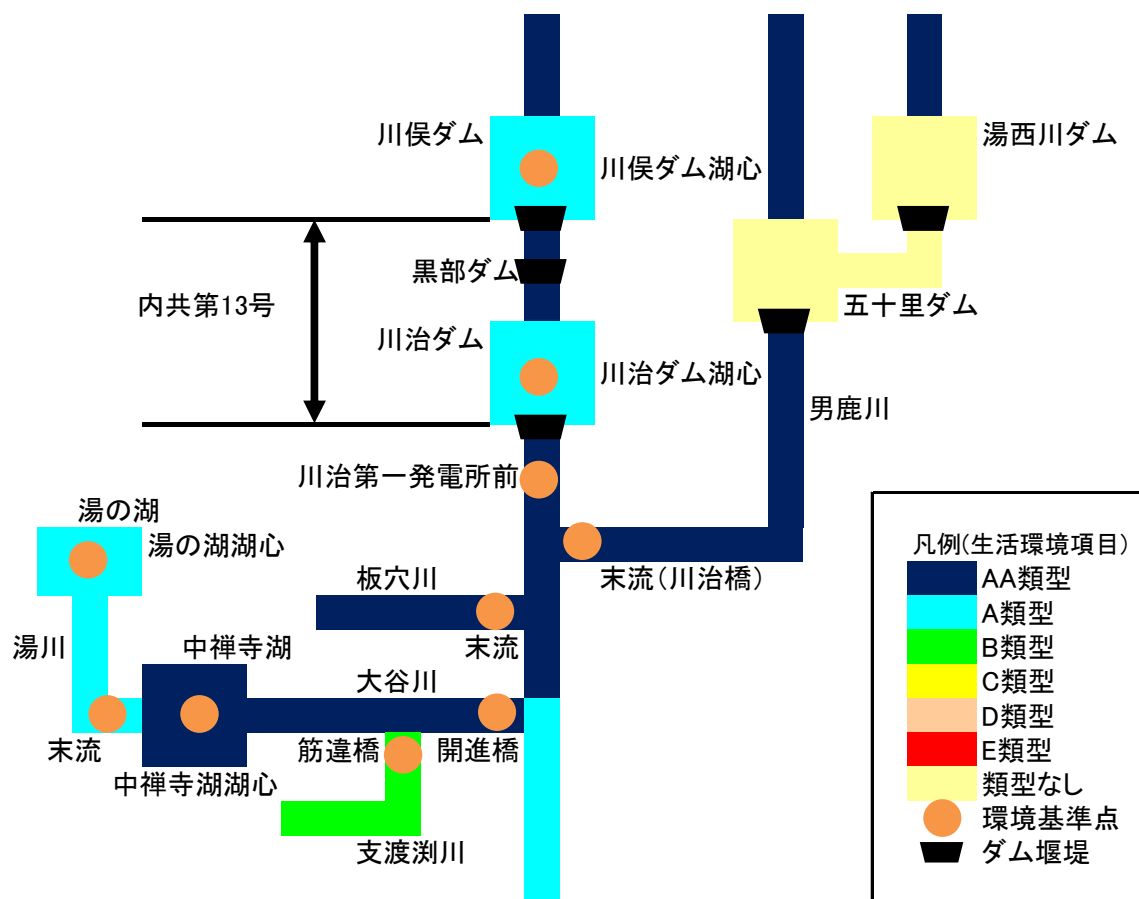 川俣ダム
湯西川ダム
川俣ダム湖心
黒部ダム
内共第13号
五十里ダム
川治ダム
川治ダム湖心
男鹿川
川治第一発電所前
湯の湖
湯の湖湖心
末流(川治橋)
板穴川
湯川
中禅寺湖
末流
大谷川
末流
筋違橋
開進橋
中禅寺湖湖心
支渡渕川
凡例(生活環境項目)
AA類型
A類型
B類型
C類型
D類型
E類型
類型なし
環境基準点
ダム堰堤